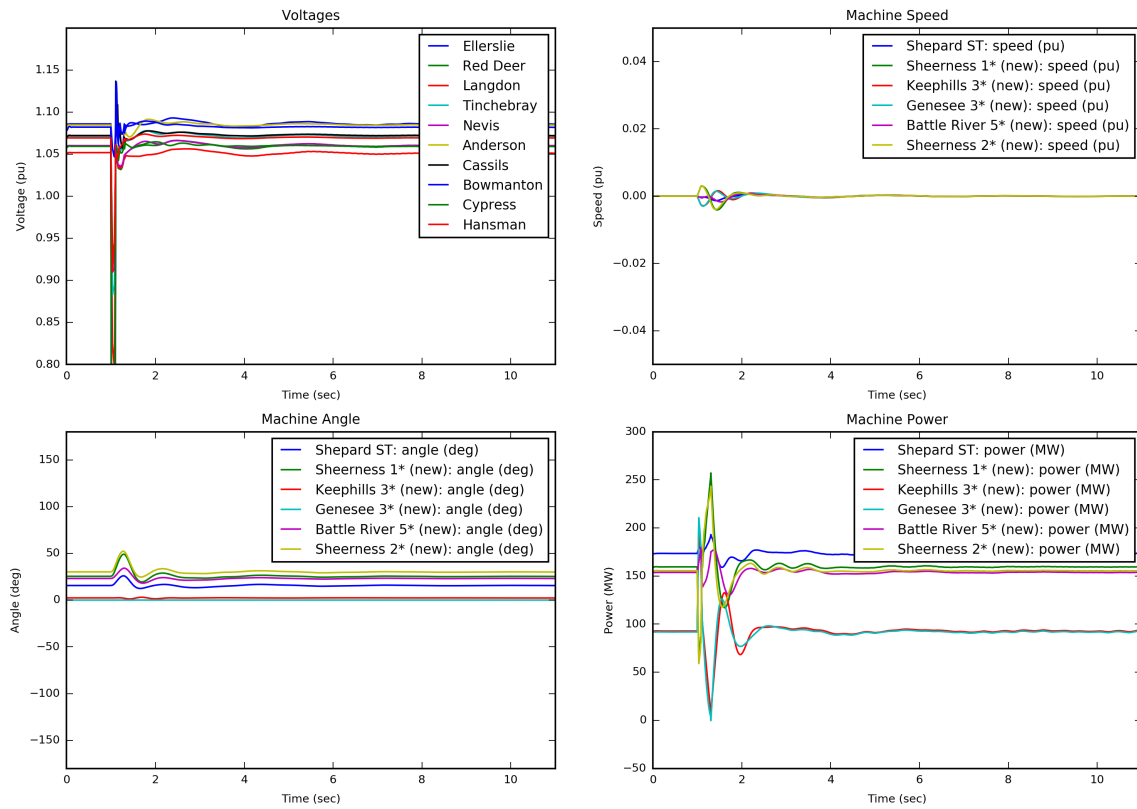 Voltages
1.15
1.10
1.05
1.00
0.95
0.90
0.85
0.80
Voltage (pu)
Ellerslie
Red Deer
Langdon
Tinchebray
Nevis
Anderson
Cassils
Bowmanton
Cypress
Hansman
0 2 4 6 8 10
Time (sec)
Machine Speed
0.04
0.02
0.00
−0.02
−0.04
Speed (pu)
Shepard ST: speed (pu)
Sheerness 1* (new): speed (pu)
Keephills 3* (new): speed (pu)
Genesee 3* (new): speed (pu)
Battle River 5* (new): speed (pu)
Sheerness 2* (new): speed (pu)
0 2 4 6 8 10
Time (sec)
Machine Angle
150
100
50
0
−50
−100
−150
Angle (deg)
Shepard ST: angle (deg)
Sheerness 1* (new): angle (deg)
Keephills 3* (new): angle (deg)
Genesee 3* (new): angle (deg)
Battle River 5* (new): angle (deg)
Sheerness 2* (new): angle (deg)
0 2 4 6 8 10
Time (sec)
Machine Power
300
250
200
150
100
50
0
−50
Power (MW)
Shepard ST: power (MW)
Sheerness 1* (new): power (MW)
Keephills 3* (new): power (MW)
Genesee 3* (new): power (MW)
Battle River 5* (new): power (MW)
Sheerness 2* (new): power (MW)
0 2 4 6 8 10
Time (sec)